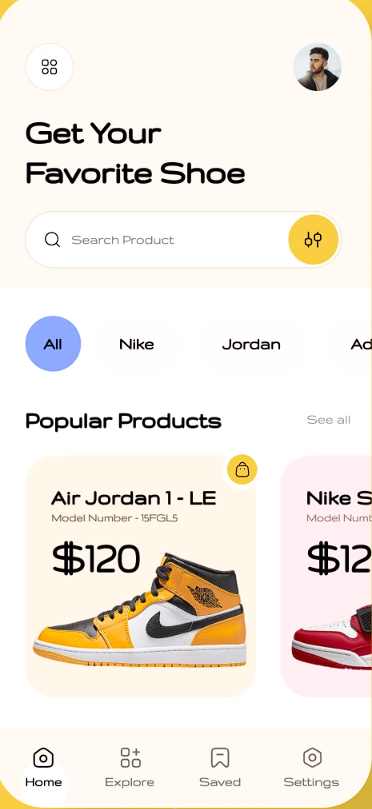 Get Your
Favorite Shoe
Search Product
All
Nike
Jordan
Ad
Popular Products
See all
Air Jordan 1 - LE
Model Number - 15FGL5
$120
Nike S
Model Numb
$12
Home
Explore
Saved
Settings